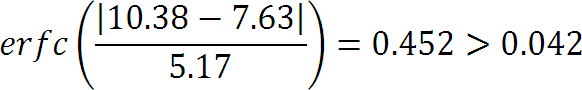 erfc(|10.38 − 7.63| / 5.17) = 0.452 > 0.042